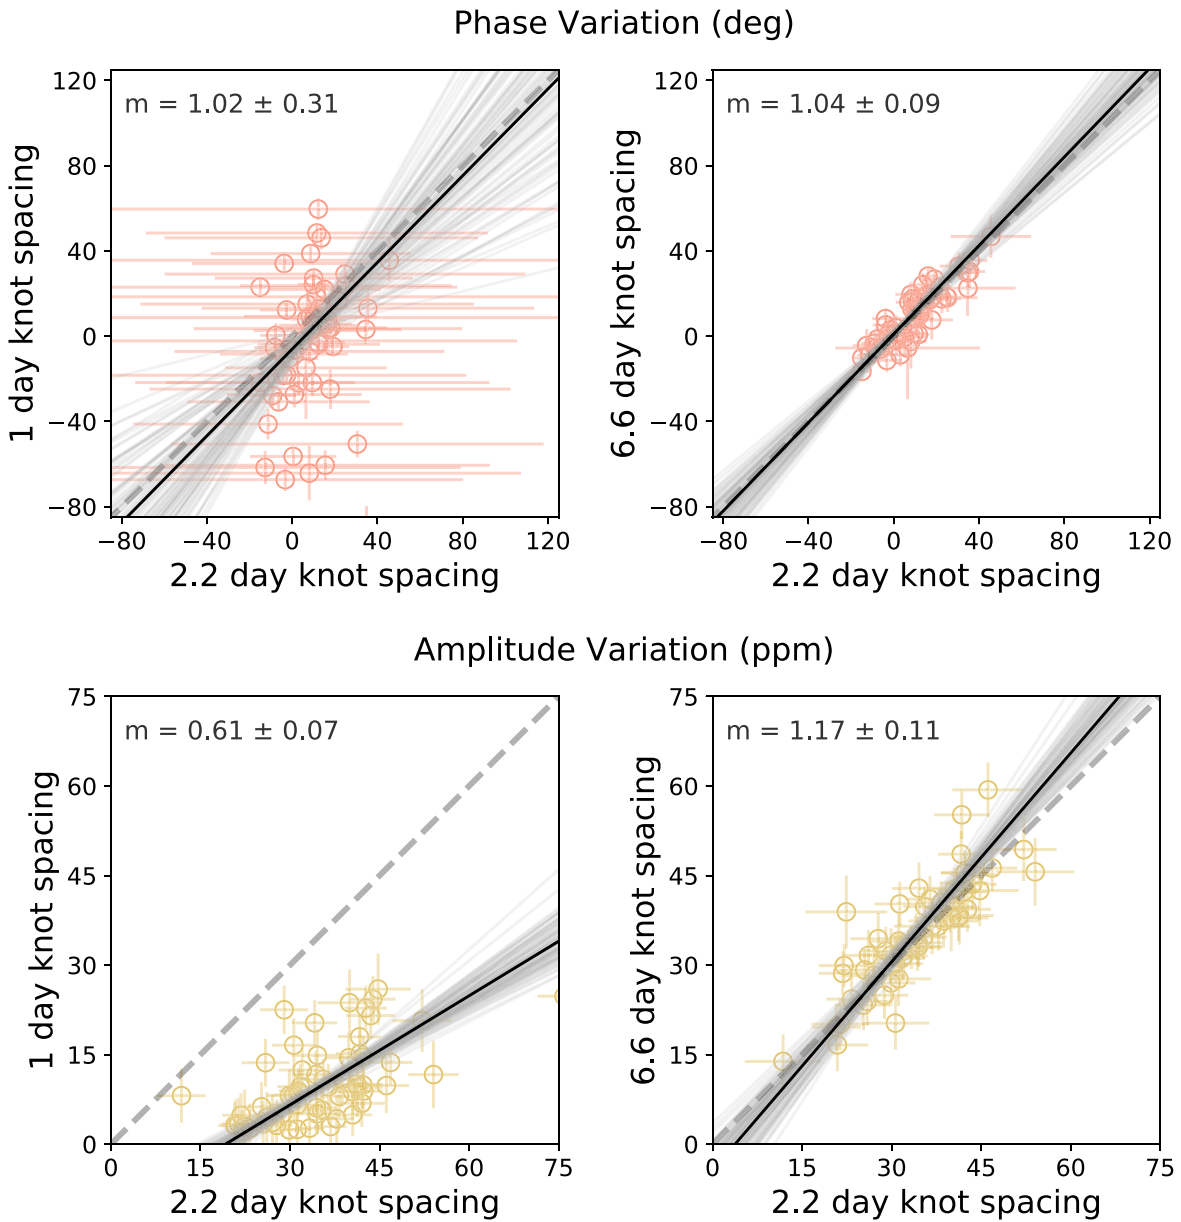 Phase Variation (deg)
m = 1.02 ± 0.31
1 day knot spacing
120
80
40
0
−40
−80
−80 −40 0 40 80 120
2.2 day knot spacing
m = 1.04 ± 0.09
6.6 day knot spacing
120
80
40
0
−40
−80
−80 −40 0 40 80 120
2.2 day knot spacing
Amplitude Variation (ppm)
m = 0.61 ± 0.07
1 day knot spacing
75
60
45
30
15
0
0 15 30 45 60 75
2.2 day knot spacing
m = 1.17 ± 0.11
6.6 day knot spacing
75
60
45
30
15
0
0 15 30 45 60 75
2.2 day knot spacing